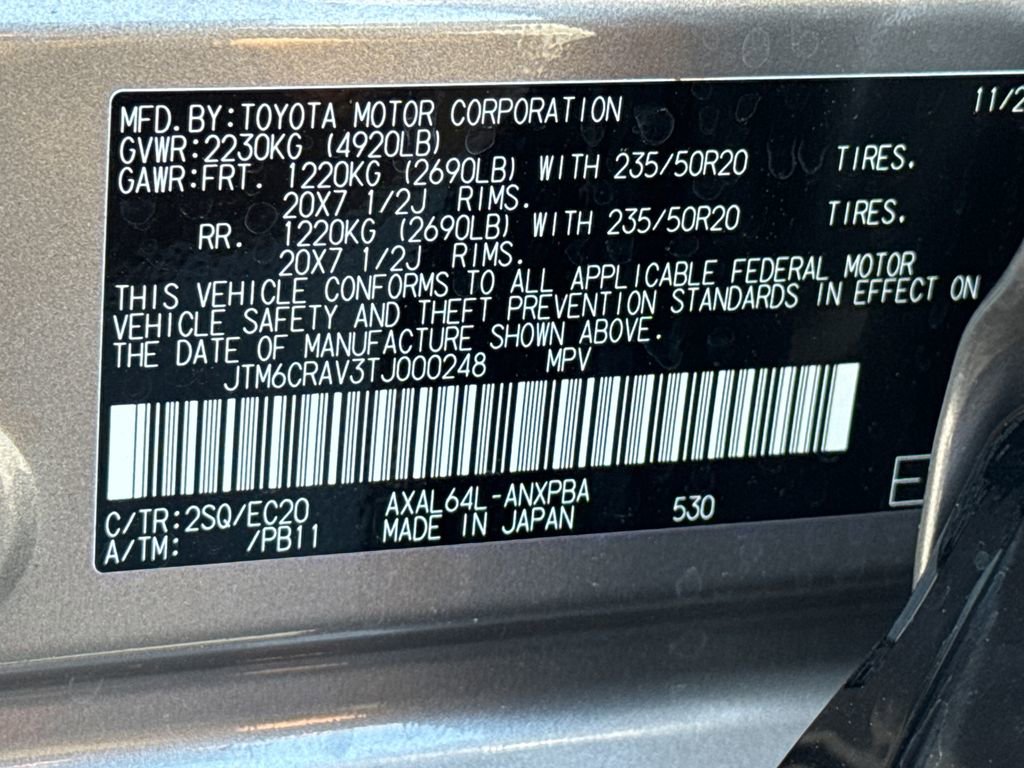 MFD.BY:TOYOTA MOTOR CORPORATION 11/2
GVWR:2230KG (4920LB)
GAWR:FRT. 1220KG (2690LB) WITH 235/50R20 TIRES.
20X7 1/2J RIMS.
RR. 1220KG (2690LB) WITH 235/50R20 TIRES.
20X7 1/2J RIMS.
THIS VEHICLE CONFORMS TO ALL APPLICABLE FEDERAL MOTOR
VEHICLE SAFETY AND THEFT PREVENTION STANDARDS IN EFFECT ON
THE DATE OF MANUFACTURE SHOWN ABOVE.
JTM6CRAV3TJ000248 MPV
C/TR:2SQ/EC20 AXAL64L-ANXPBA 530 E
A/TM: /PB11 MADE IN JAPAN